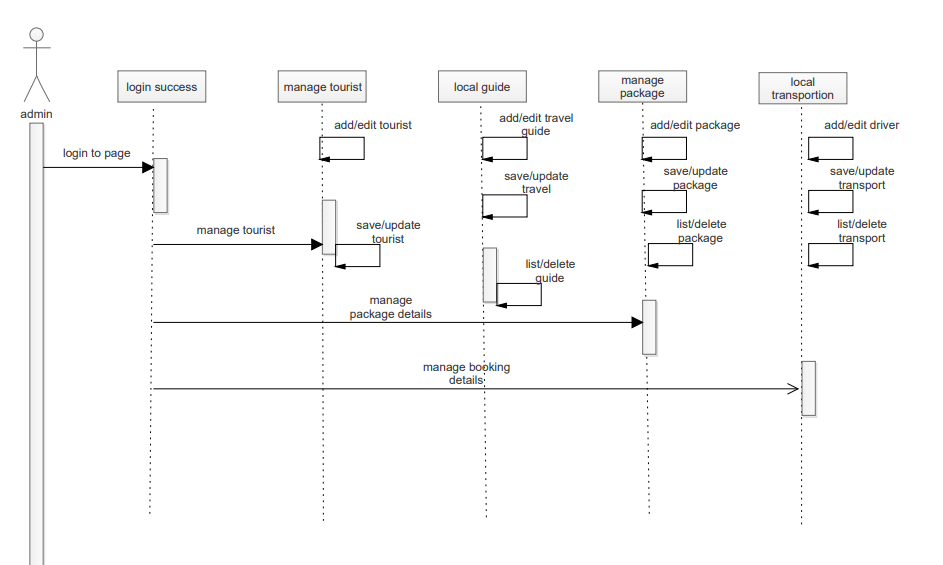 admin
login success
manage tourist
local guide
manage
package
local
transportion
add/edit tourist
add/edit travel
guide
add/edit package
add/edit driver
login to page
save/update
travel
save/update
package
save/update
transport
manage tourist
save/update
tourist
list/delete
package
list/delete
transport
list/delete
guide
manage
package details
manage booking
details